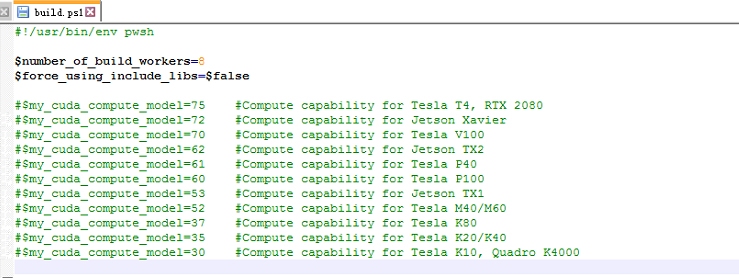 build.ps1
#!/usr/bin/env pwsh
$number_of_build_workers=8
$force_using_include_libs=$false
#$my_cuda_compute_model=75    #Compute capability for Tesla T4, RTX 2080
#$my_cuda_compute_model=72    #Compute capability for Jetson Xavier
#$my_cuda_compute_model=70    #Compute capability for Tesla V100
#$my_cuda_compute_model=62    #Compute capability for Jetson TX2
#$my_cuda_compute_model=61    #Compute capability for Tesla P40
#$my_cuda_compute_model=60    #Compute capability for Tesla P100
#$my_cuda_compute_model=53    #Compute capability for Jetson TX1
#$my_cuda_compute_model=52    #Compute capability for Tesla M40/M60
#$my_cuda_compute_model=37    #Compute capability for Tesla K80
#$my_cuda_compute_model=35    #Compute capability for Tesla K20/K40
#$my_cuda_compute_model=30    #Compute capability for Tesla K10, Quadro K4000